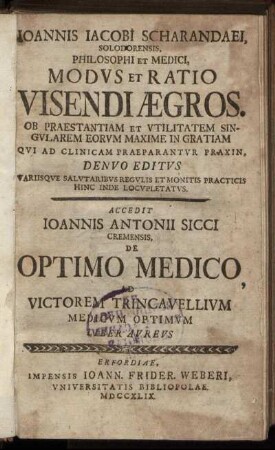 IOANNIS IACOBI SCHARANDAEI,
SOLODORENSIS,
PHILOSOPHI ET MEDICI,
MODVS ET RATIO
VISENDI ÆGROS.
OB PRAESTANTIAM ET VTILITATEM SIN-
GVLAREM EORVM MAXIME IN GRATIAM
QVI AD CLINICAM PRAEPARANTVR PRAXIN,
DENVO EDITVS
VARIISQVE SALVTARIBVS REGVLIS ET MONITIS PRACTICIS
HINC INDE LOCVPLETATVS.
ACCEDIT
IOANNIS ANTONII SICCI
CREMENSIS,
DE
OPTIMO MEDICO,
AD
VICTOREM TRINCAVELLIVM
MEDICVM OPTIMVM
LIBER AVREVS
ERFORDIAE,
IMPENSIS IOANN. FRIDER. WEBERI,
VNIVERSITATIS BIBLIOPOLAE.
MDCCXLIX.